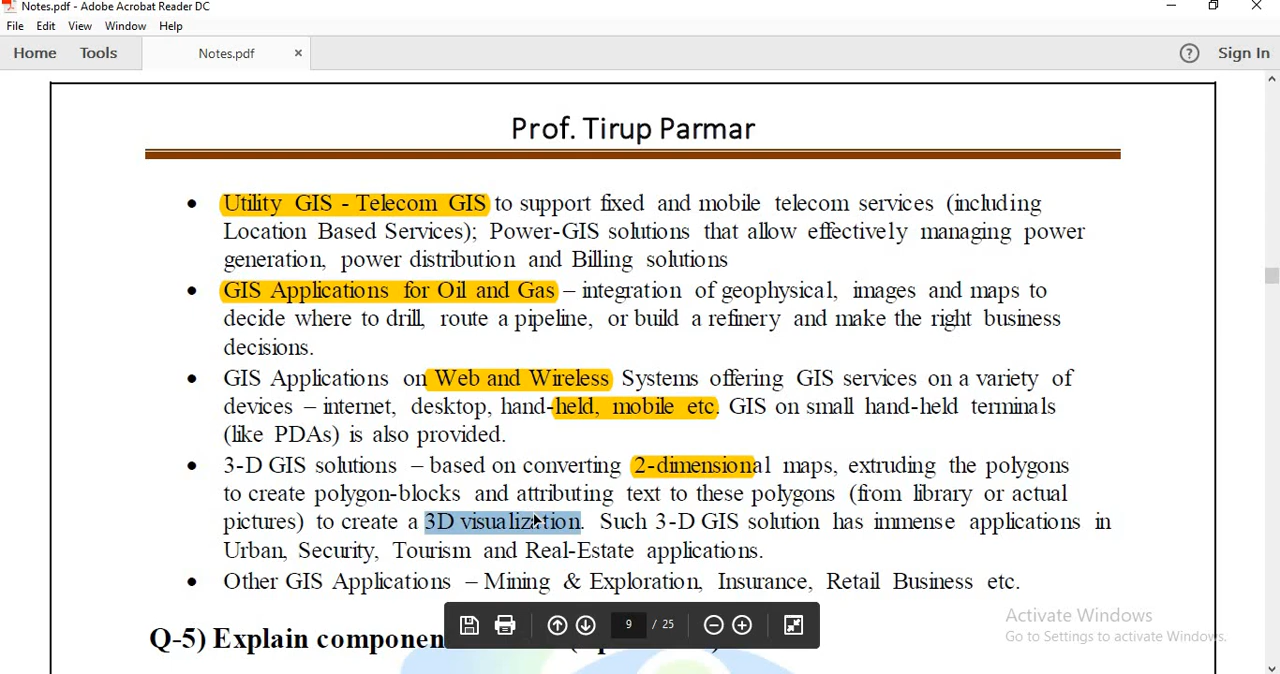 Notes.pdf - Adobe Acrobat Reader DC
File Edit View Window Help
Home Tools Notes.pdf × ? Sign In
Prof. Tirup Parmar
• Utility GIS - Telecom GIS to support fixed and mobile telecom services (including
Location Based Services); Power-GIS solutions that allow effectively managing power
generation, power distribution and Billing solutions
• GIS Applications for Oil and Gas – integration of geophysical, images and maps to
decide where to drill, route a pipeline, or build a refinery and make the right business
decisions.
• GIS Applications on Web and Wireless Systems offering GIS services on a variety of
devices – internet, desktop, hand-held, mobile etc. GIS on small hand-held terminals
(like PDAs) is also provided.
• 3-D GIS solutions – based on converting 2-dimensional maps, extruding the polygons
to create polygon-blocks and attributing text to these polygons (from library or actual
pictures) to create a 3D visualization. Such 3-D GIS solution has immense applications in
Urban, Security, Tourism and Real-Estate applications.
• Other GIS Applications – Mining & Exploration, Insurance, Retail Business etc.
Q-5) Explain componen
9 / 25
Activate Windows
Go to Settings to activate Windows.